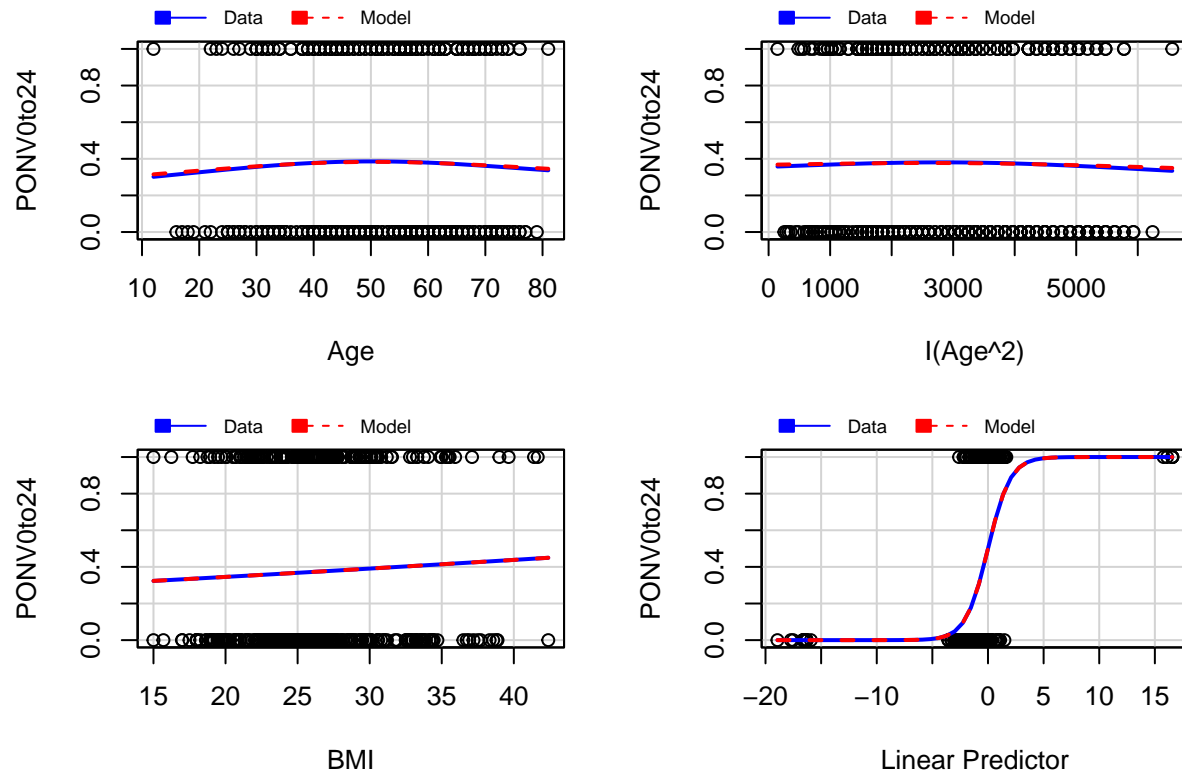 Data Model
PONV0to24
0.0 0.4 0.8
10 20 30 40 50 60 70 80
Age
Data Model
PONV0to24
0.0 0.4 0.8
0 1000 3000 5000
I(Age^2)
Data Model
PONV0to24
0.0 0.4 0.8
15 20 25 30 35 40
BMI
Data Model
PONV0to24
0.0 0.4 0.8
−20 −10 0 5 10 15
Linear Predictor